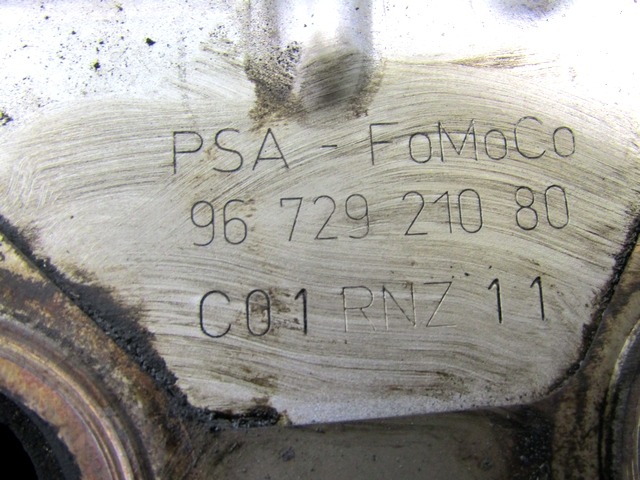 PSA - FoMoCo
96 729 210 80
C01 RNZ 11